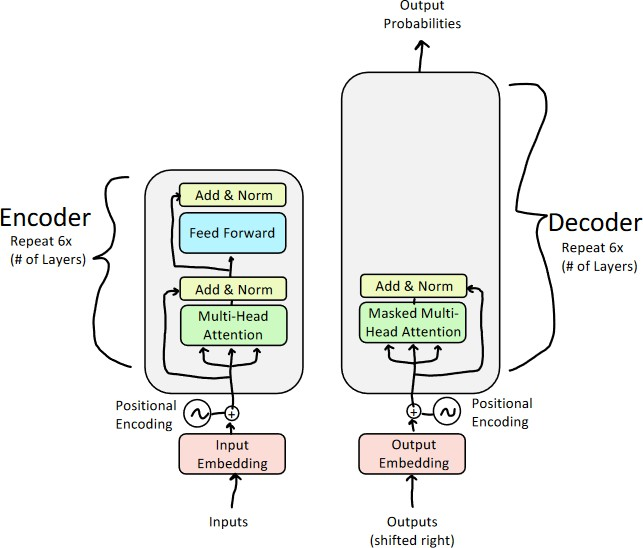 Output
Probabilities
Encoder
Repeat 6x
(# of Layers)
Add & Norm
Feed Forward
Add & Norm
Multi-Head
Attention
Positional
Encoding
Input
Embedding
Inputs
Decoder
Repeat 6x
(# of Layers)
Add & Norm
Masked Multi-
Head Attention
Positional
Encoding
Output
Embedding
Outputs
(shifted right)